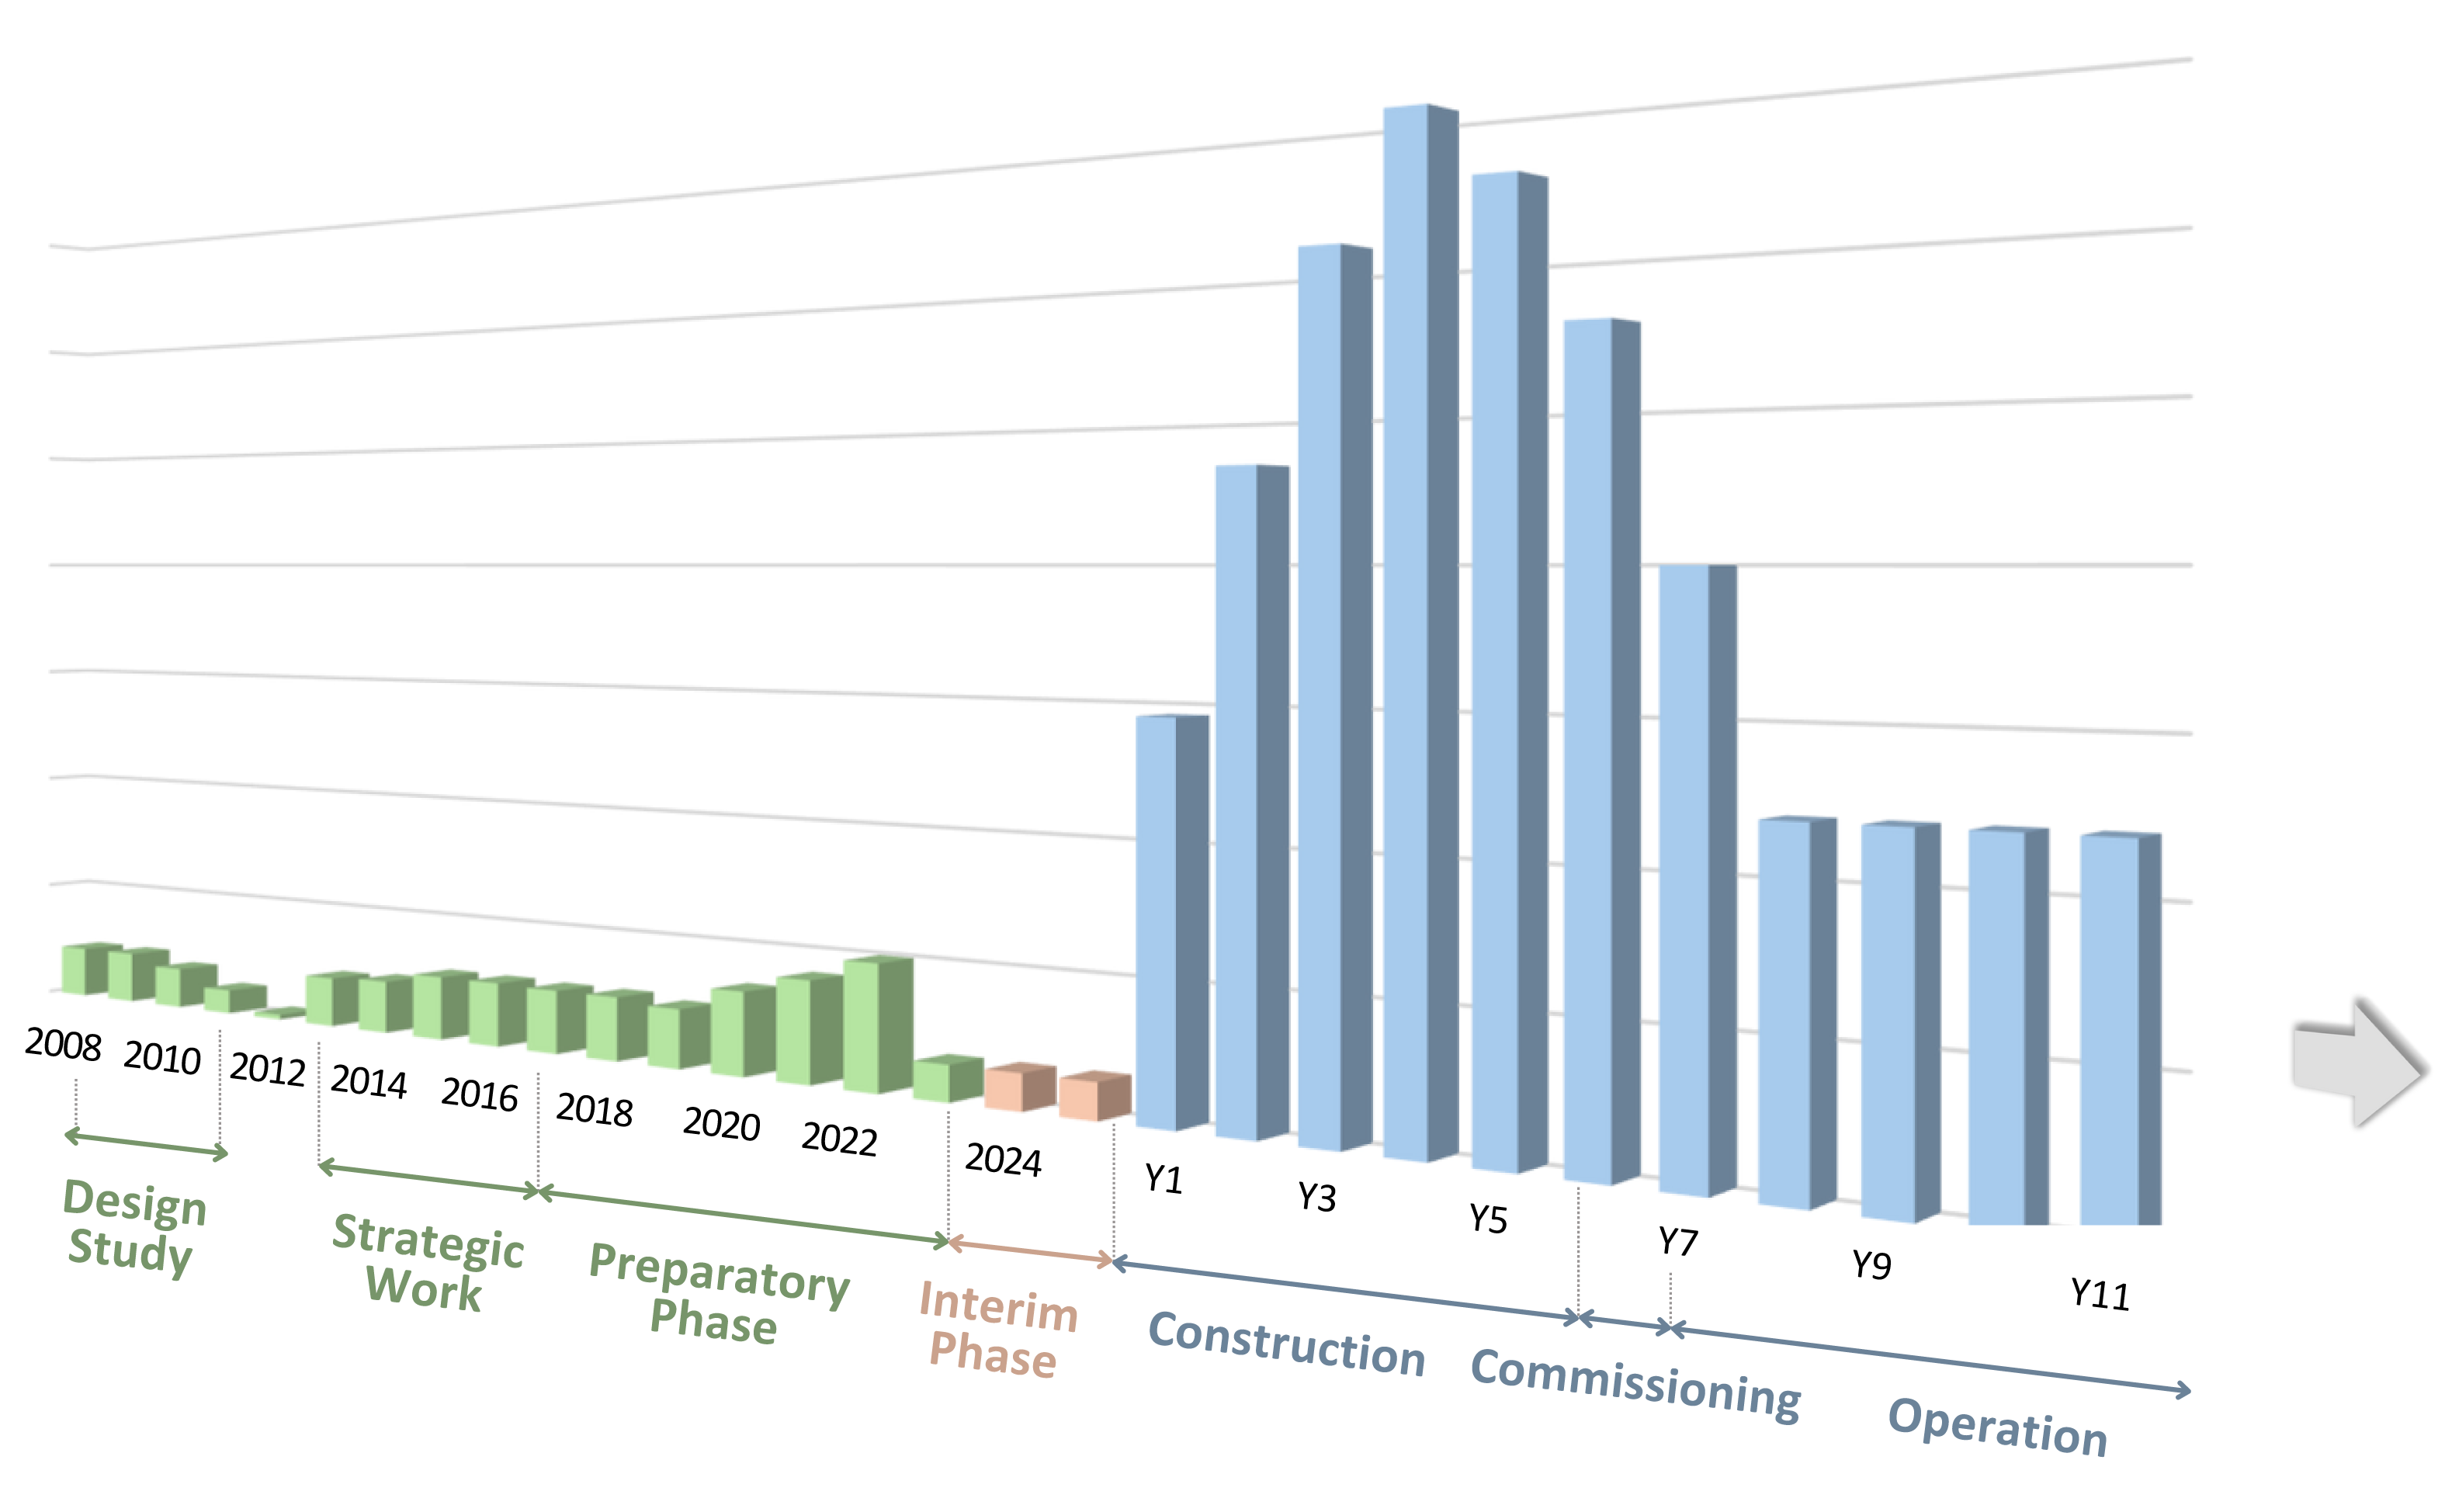 2008
2010
2012
2014
2016
2018
2020
2022
2024
Y1
Y3
Y5
Y7
Y9
Y11
Design
Study
Strategic
Work
Preparatory
Phase
Interim
Phase
Construction
Commissioning
Operation